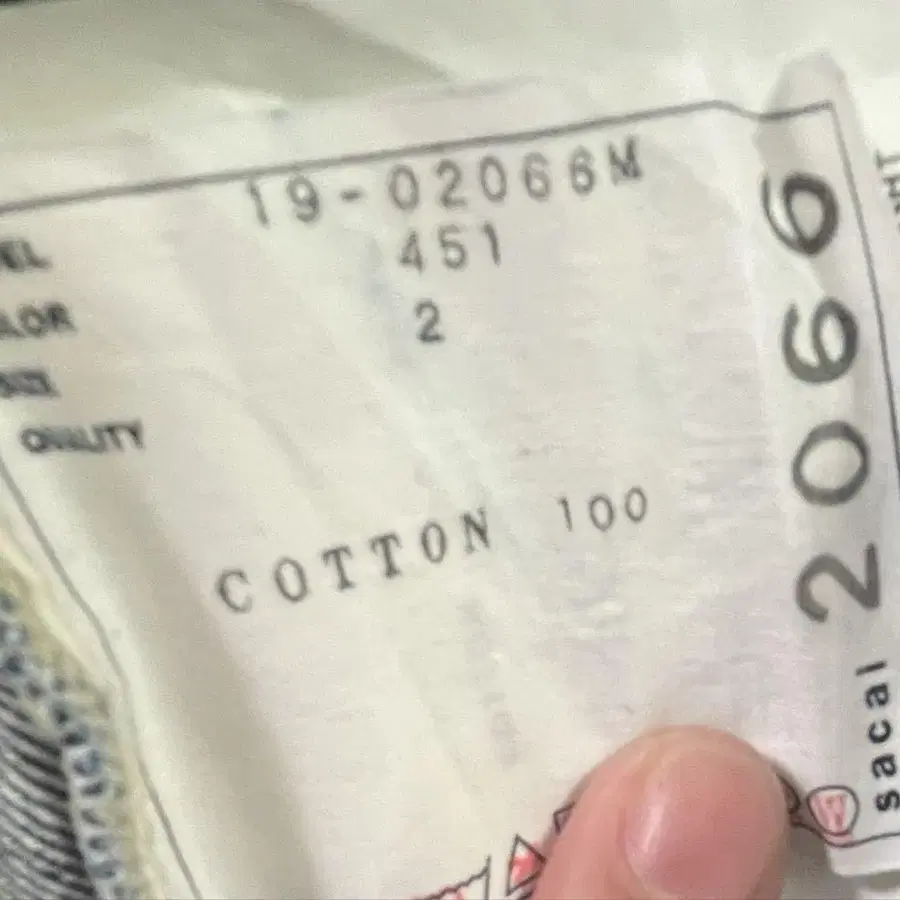 19-02066M
451
2
QUALITY
COTTON 100
2066
sacai